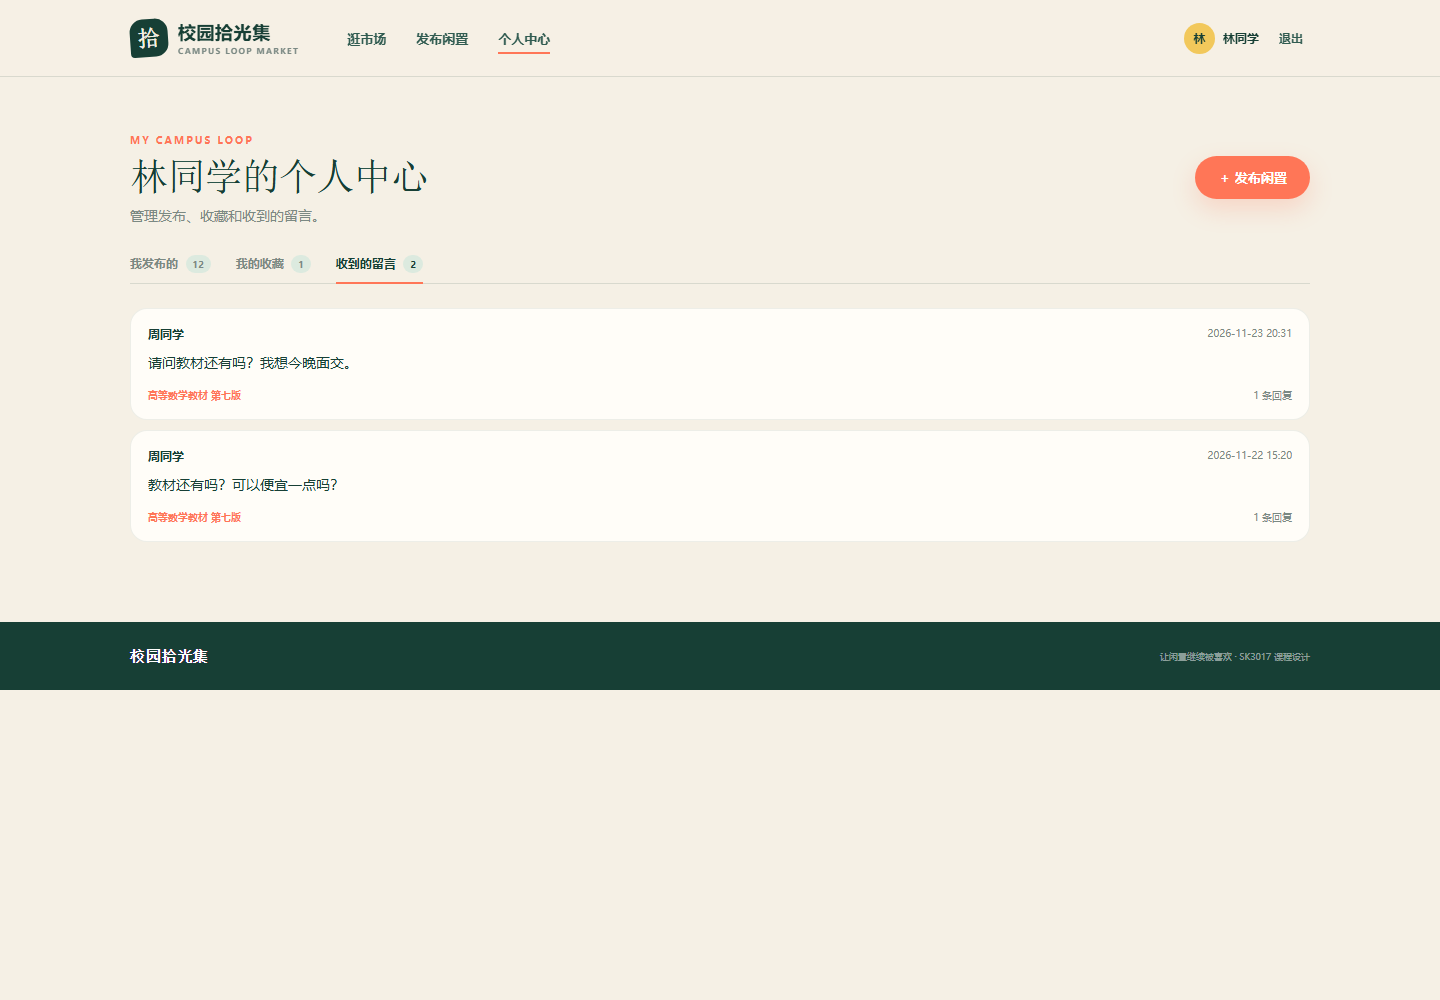 拾 校园拾光集
CAMPUS LOOP MARKET
逛市场 发布闲置 个人中心
林 林同学 退出
MY CAMPUS LOOP
林同学的个人中心
管理发布、收藏和收到的留言。
+ 发布闲置
我发布的 12 我的收藏 1 收到的留言 2
周同学 2026-11-23 20:31
请问教材还有吗？我想今晚面交。
高等数学教材 第七版 1 条回复
周同学 2026-11-22 15:20
教材还有吗？可以便宜一点吗？
高等数学教材 第七版 1 条回复
校园拾光集 让闲置继续被喜欢 · SK3017 课程设计